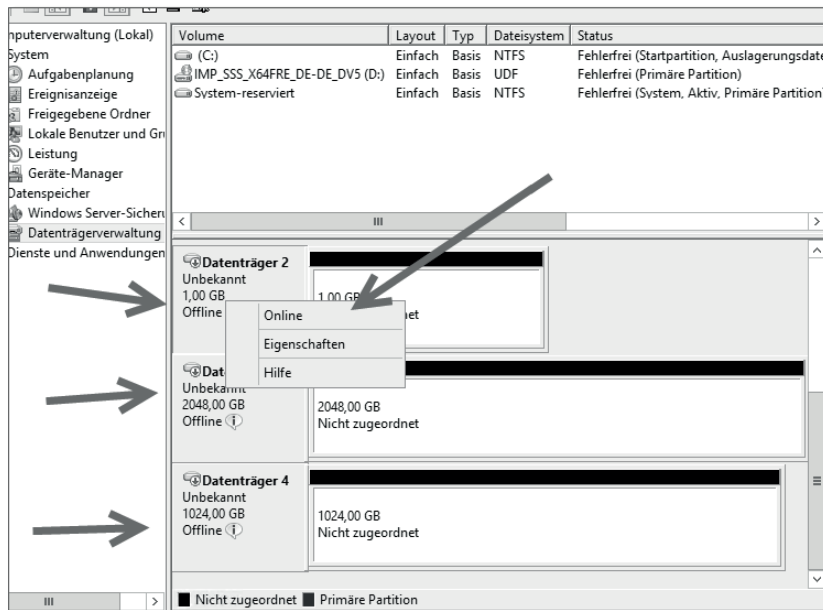 nputerverwaltung (Lokal)
System
Aufgabenplanung
Ereignisanzeige
Freigegebene Ordner
Lokale Benutzer und Gru
Leistung
Geräte-Manager
Datenspeicher
Windows Server-Sicheru
Datenträgerverwaltung
Dienste und Anwendungen
Volume Layout Typ Dateisystem Status
(C:) Einfach Basis NTFS Fehlerfrei (Startpartition, Auslagerungsdate
IMP_SSS_X64FRE_DE-DE_DV5 (D:) Einfach Basis UDF Fehlerfrei (Primäre Partition)
System-reserviert Einfach Basis NTFS Fehlerfrei (System, Aktiv, Primäre Partition)
Datenträger 2
Unbekannt
1,00 GB
Offline
1,00 GB
net
Online
Eigenschaften
Hilfe
Dat
Unbekannt
2048,00 GB
Offline
2048,00 GB
Nicht zugeordnet
Datenträger 4
Unbekannt
1024,00 GB
Offline
1024,00 GB
Nicht zugeordnet
Nicht zugeordnet Primäre Partition